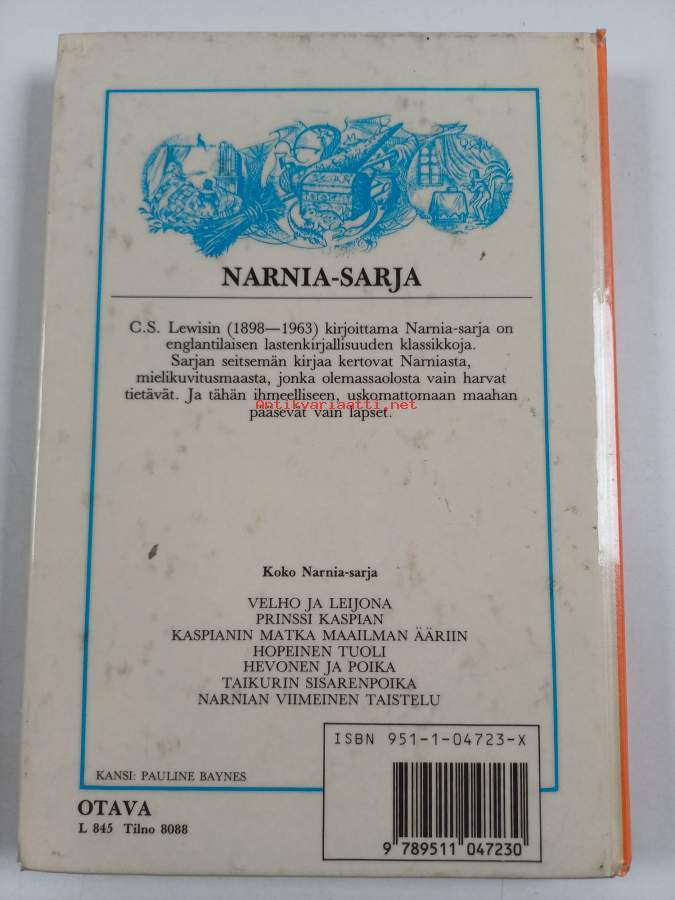 NARNIA-SARJA
C.S. Lewisin (1898—1963) kirjoittama Narnia-sarja on
englantilaisen lastenkirjallisuuden klassikkoja.
Sarjan seitsemän kirjaa kertovat Narniasta,
mielikuvitusmaasta, jonka olemassaolosta vain harvat
tietävät. Ja tähän ihmeelliseen, uskomattomaan maahan
Antikvariaatti.net
pääsevät vain lapset.
Koko Narnia-sarja
VELHO JA LEIJONA
PRINSSI KASPIAN
KASPIANIN MATKA MAAILMAN ÄÄRIIN
HOPEINEN TUOLI
HEVONEN JA POIKA
TAIKURIN SISARENPOIKA
NARNIAN VIIMEINEN TAISTELU
ISBN 951-1-04723-X
KANSI: PAULINE BAYNES
OTAVA
L 845 Tilno 8088
9 789511 047230